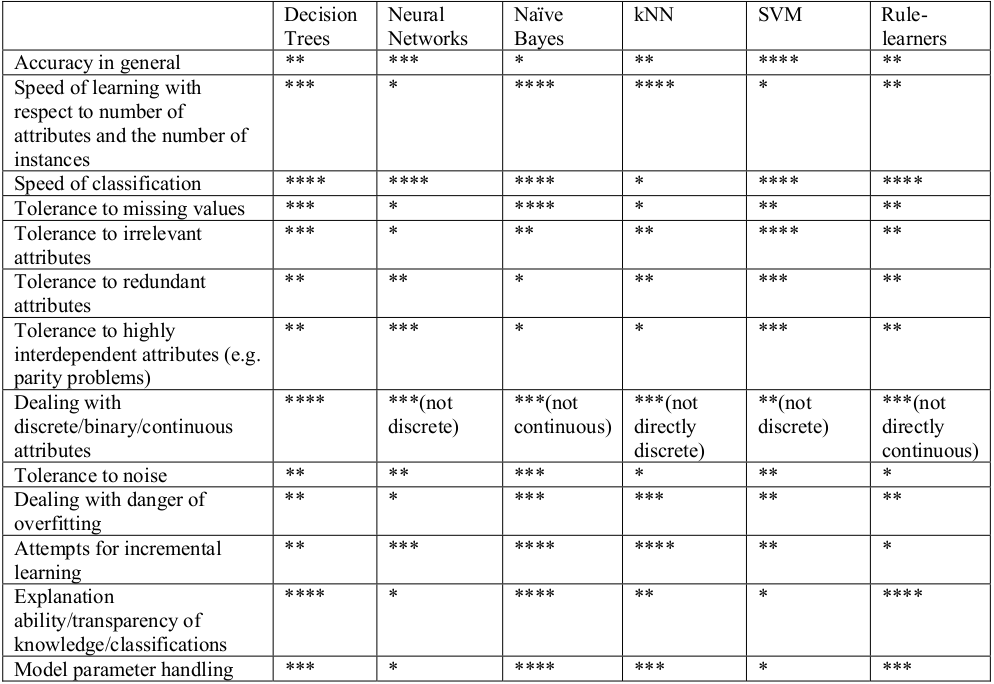 Decision Trees Neural Networks Naïve Bayes kNN SVM Rule-learners
Accuracy in general ** *** * ** **** **
Speed of learning with respect to number of attributes and the number of instances *** * **** **** * **
Speed of classification **** **** **** * **** ****
Tolerance to missing values *** * **** * ** **
Tolerance to irrelevant attributes *** * ** ** **** **
Tolerance to redundant attributes ** ** * ** *** **
Tolerance to highly interdependent attributes (e.g. parity problems) ** *** * * *** **
Dealing with discrete/binary/continuous attributes **** ***(not discrete) ***(not continuous) ***(not directly discrete) **(not discrete) ***(not directly continuous)
Tolerance to noise ** ** *** * ** *
Dealing with danger of overfitting ** * *** *** ** **
Attempts for incremental learning ** *** **** **** ** *
Explanation ability/transparency of knowledge/classifications **** * **** ** * ****
Model parameter handling *** * **** *** * ***